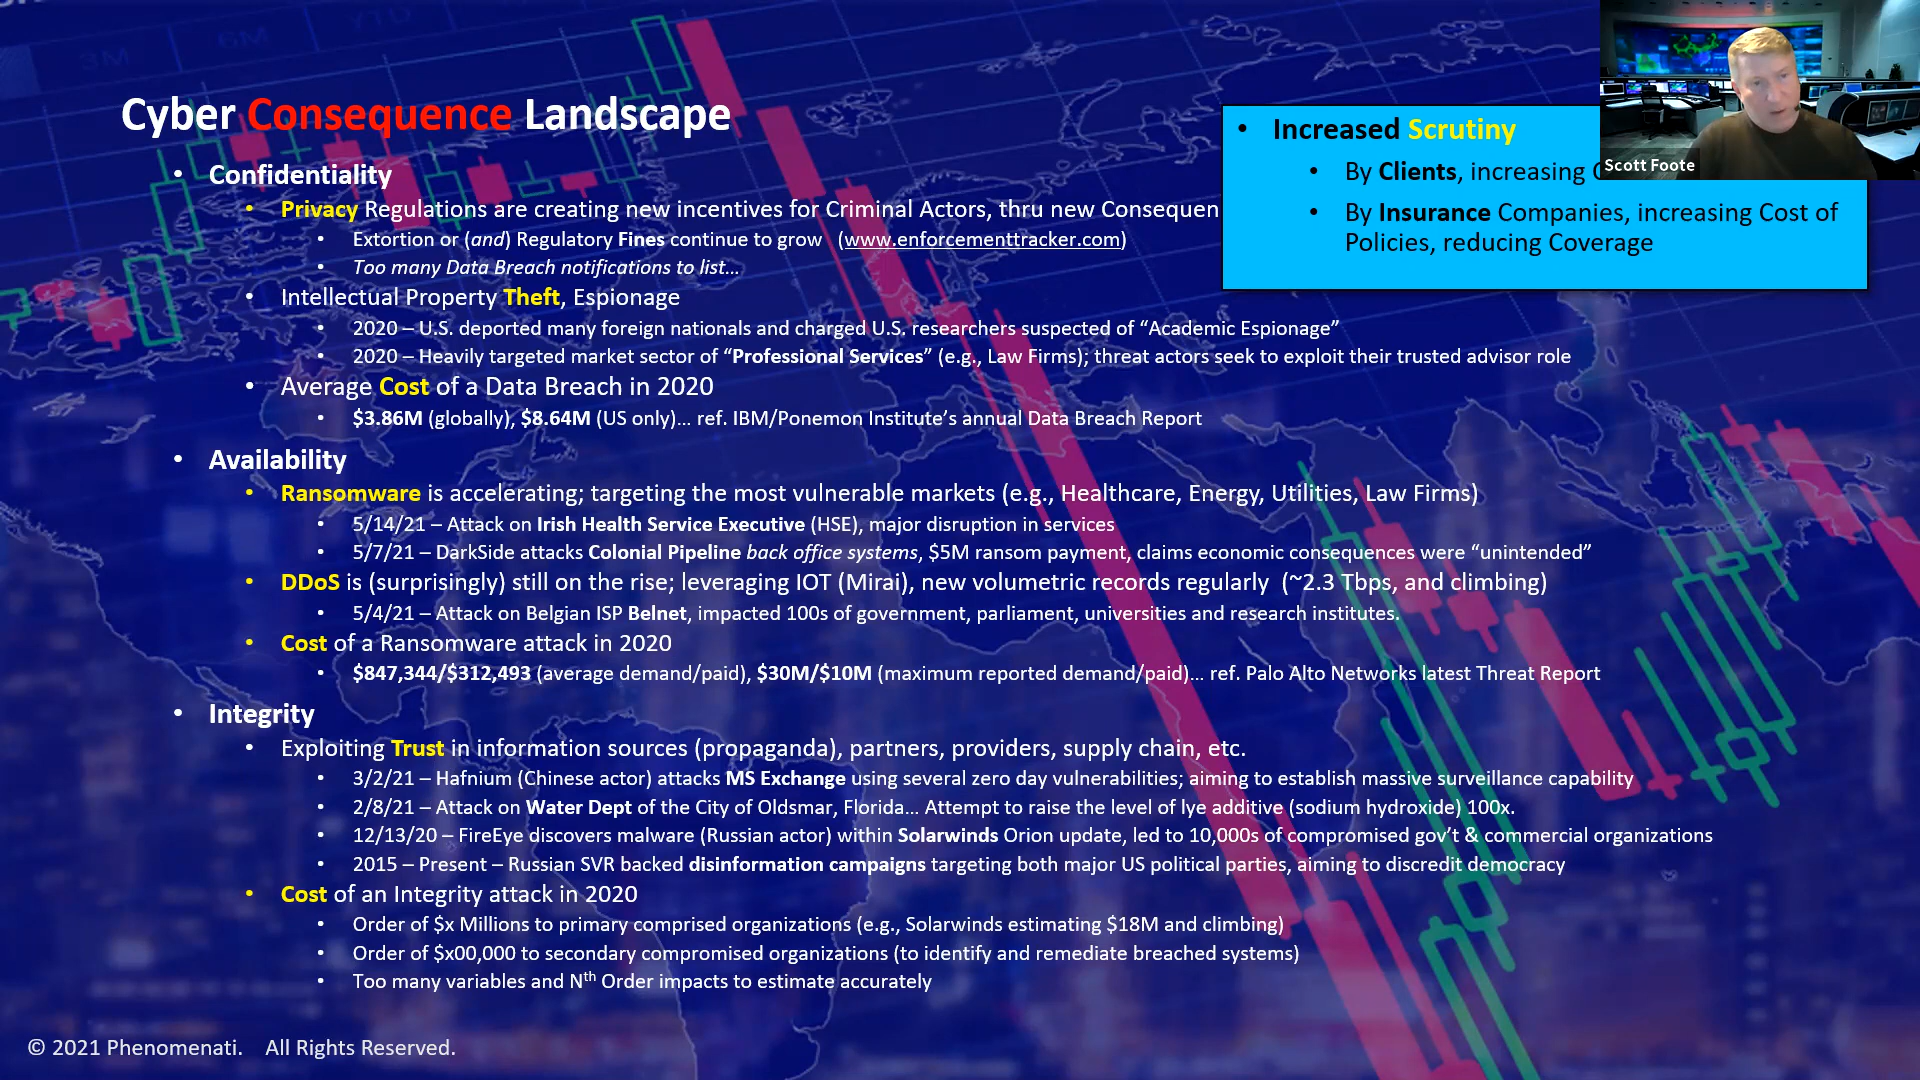 3M 6M YTD
Cyber Consequence Landscape
• Confidentiality
• Privacy Regulations are creating new incentives for Criminal Actors, thru new Consequen
• Extortion or (and) Regulatory Fines continue to grow (www.enforcementtracker.com)
• Too many Data Breach notifications to list...
• Intellectual Property Theft, Espionage
• 2020 – U.S. deported many foreign nationals and charged U.S. researchers suspected of “Academic Espionage”
• 2020 – Heavily targeted market sector of “Professional Services” (e.g., Law Firms); threat actors seek to exploit their trusted advisor role
• Average Cost of a Data Breach in 2020
• $3.86M (globally), $8.64M (US only)... ref. IBM/Ponemon Institute’s annual Data Breach Report
• Availability
• Ransomware is accelerating; targeting the most vulnerable markets (e.g., Healthcare, Energy, Utilities, Law Firms)
• 5/14/21 – Attack on Irish Health Service Executive (HSE), major disruption in services
• 5/7/21 – DarkSide attacks Colonial Pipeline back office systems, $5M ransom payment, claims economic consequences were “unintended”
• DDoS is (surprisingly) still on the rise; leveraging IOT (Mirai), new volumetric records regularly (~2.3 Tbps, and climbing)
• 5/4/21 – Attack on Belgian ISP Belnet, impacted 100s of government, parliament, universities and research institutes.
• Cost of a Ransomware attack in 2020
• $847,344/$312,493 (average demand/paid), $30M/$10M (maximum reported demand/paid)... ref. Palo Alto Networks latest Threat Report
• Integrity
• Exploiting Trust in information sources (propaganda), partners, providers, supply chain, etc.
• 3/2/21 – Hafnium (Chinese actor) attacks MS Exchange using several zero day vulnerabilities; aiming to establish massive surveillance capability
• 2/8/21 – Attack on Water Dept of the City of Oldsmar, Florida... Attempt to raise the level of lye additive (sodium hydroxide) 100x.
• 12/13/20 – FireEye discovers malware (Russian actor) within Solarwinds Orion update, led to 10,000s of compromised gov’t & commercial organizations
• 2015 – Present – Russian SVR backed disinformation campaigns targeting both major US political parties, aiming to discredit democracy
• Cost of an Integrity attack in 2020
• Order of $x Millions to primary comprised organizations (e.g., Solarwinds estimating $18M and climbing)
• Order of $x00,000 to secondary compromised organizations (to identify and remediate breached systems)
• Too many variables and Nth Order impacts to estimate accurately
• Increased Scrutiny
• By Clients, increasing
• By Insurance Companies, increasing Cost of
Policies, reducing Coverage
Scott Foote
© 2021 Phenomenati. All Rights Reserved.